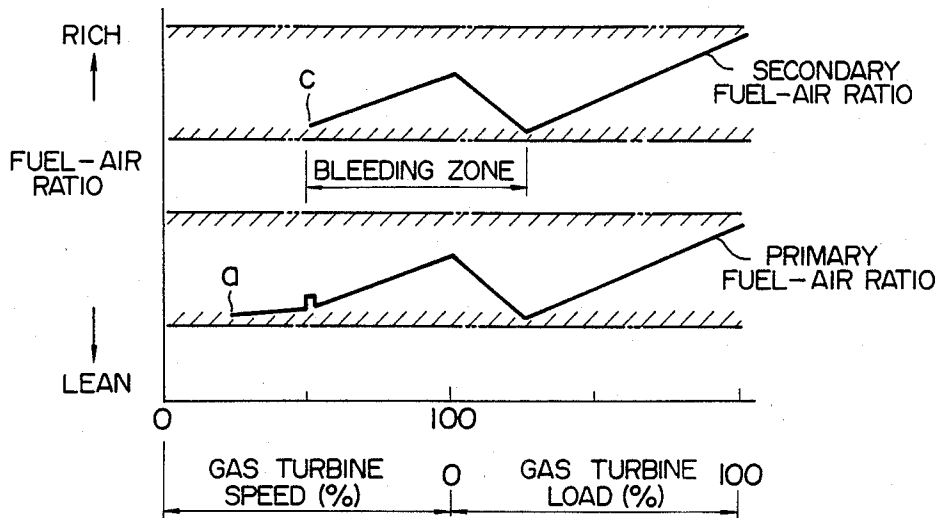 RICH
C
SECONDARY
FUEL-AIR RATIO
FUEL-AIR
RATIO
BLEEDING ZONE
a
PRIMARY
FUEL-AIR RATIO
LEAN
0
100
GAS TURBINE
SPEED (%)
0
GAS TURBINE
LOAD (%)
100